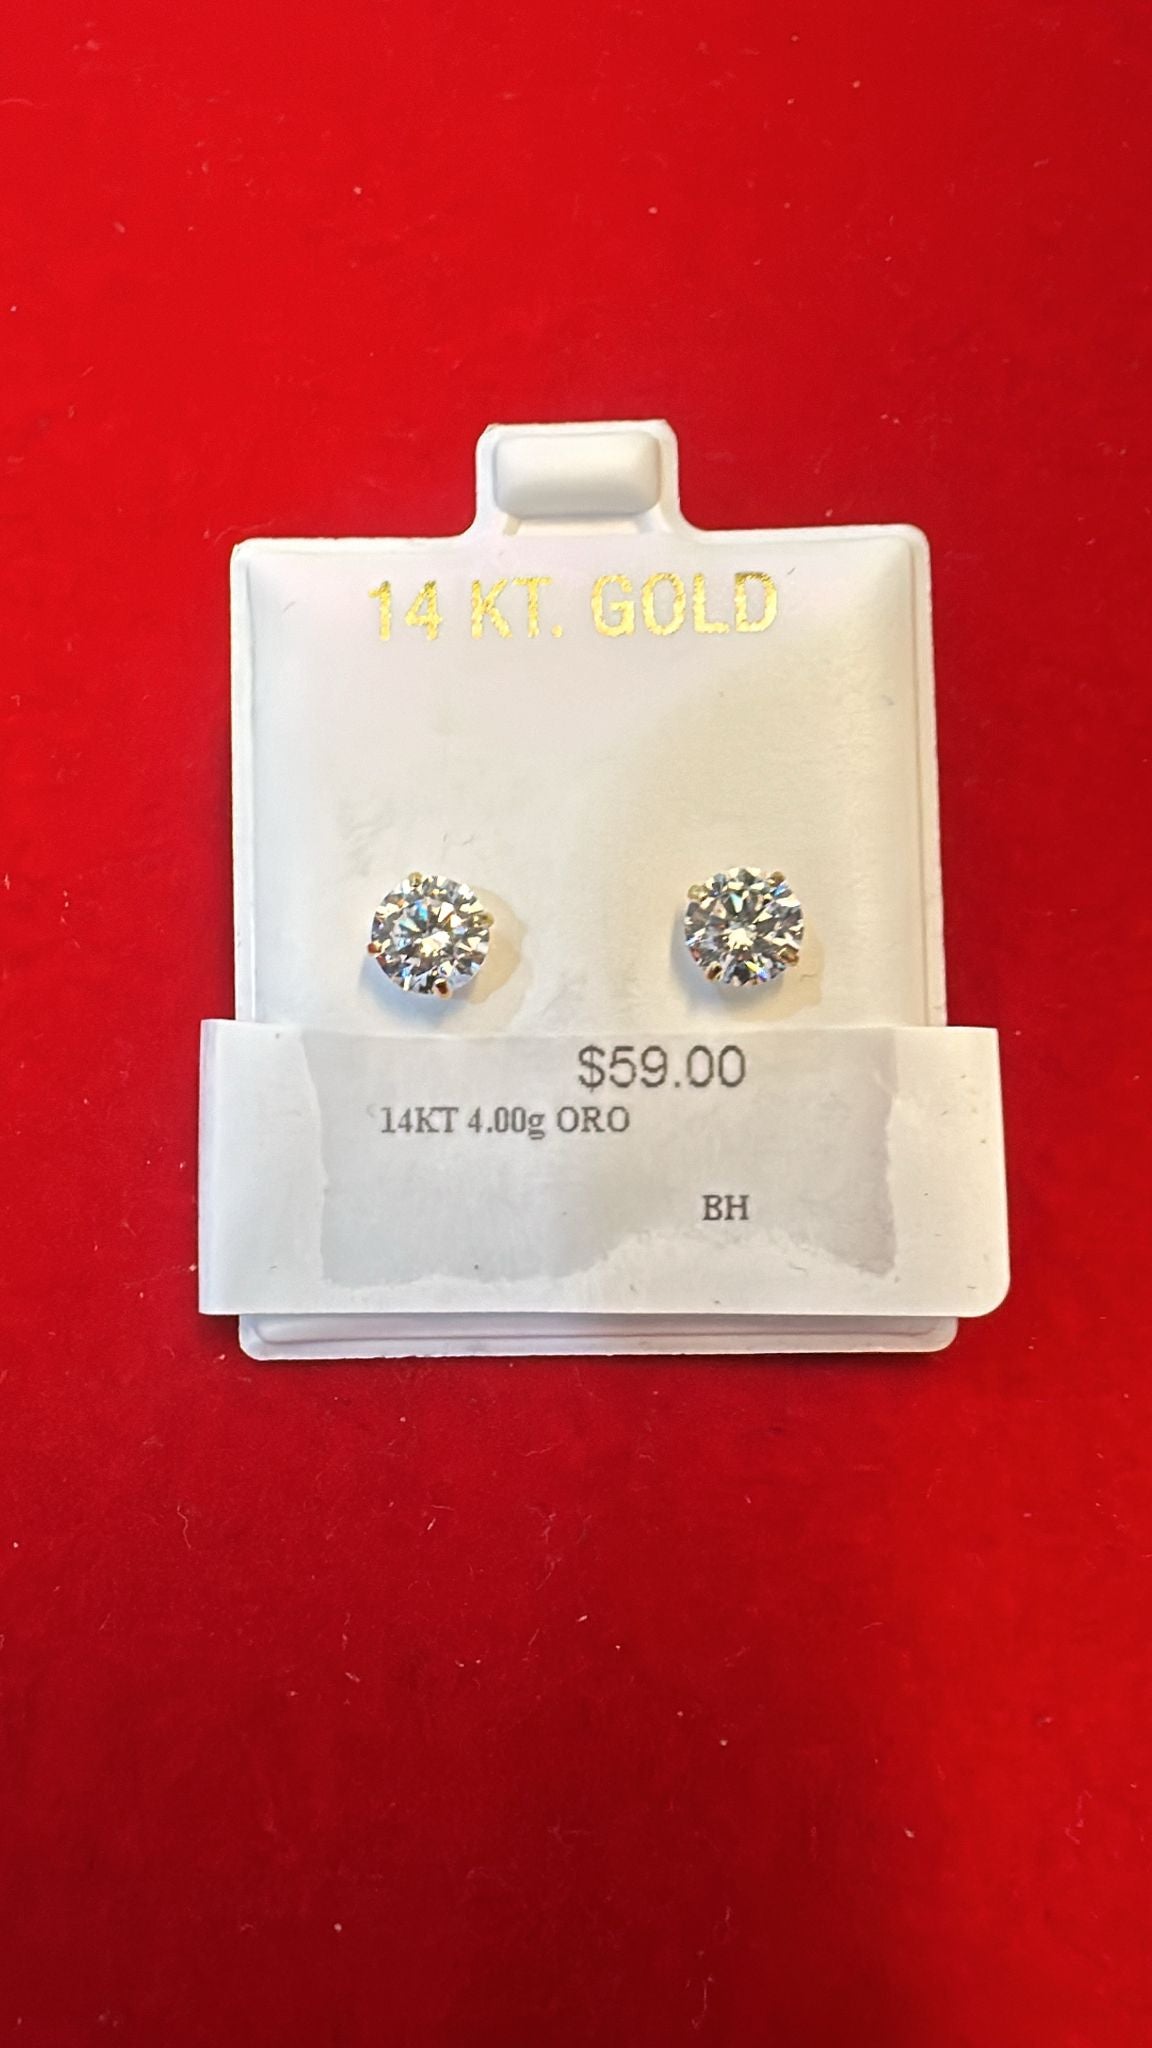 14 KT. GOLD
$59.00
14KT 4.00g ORO
BH